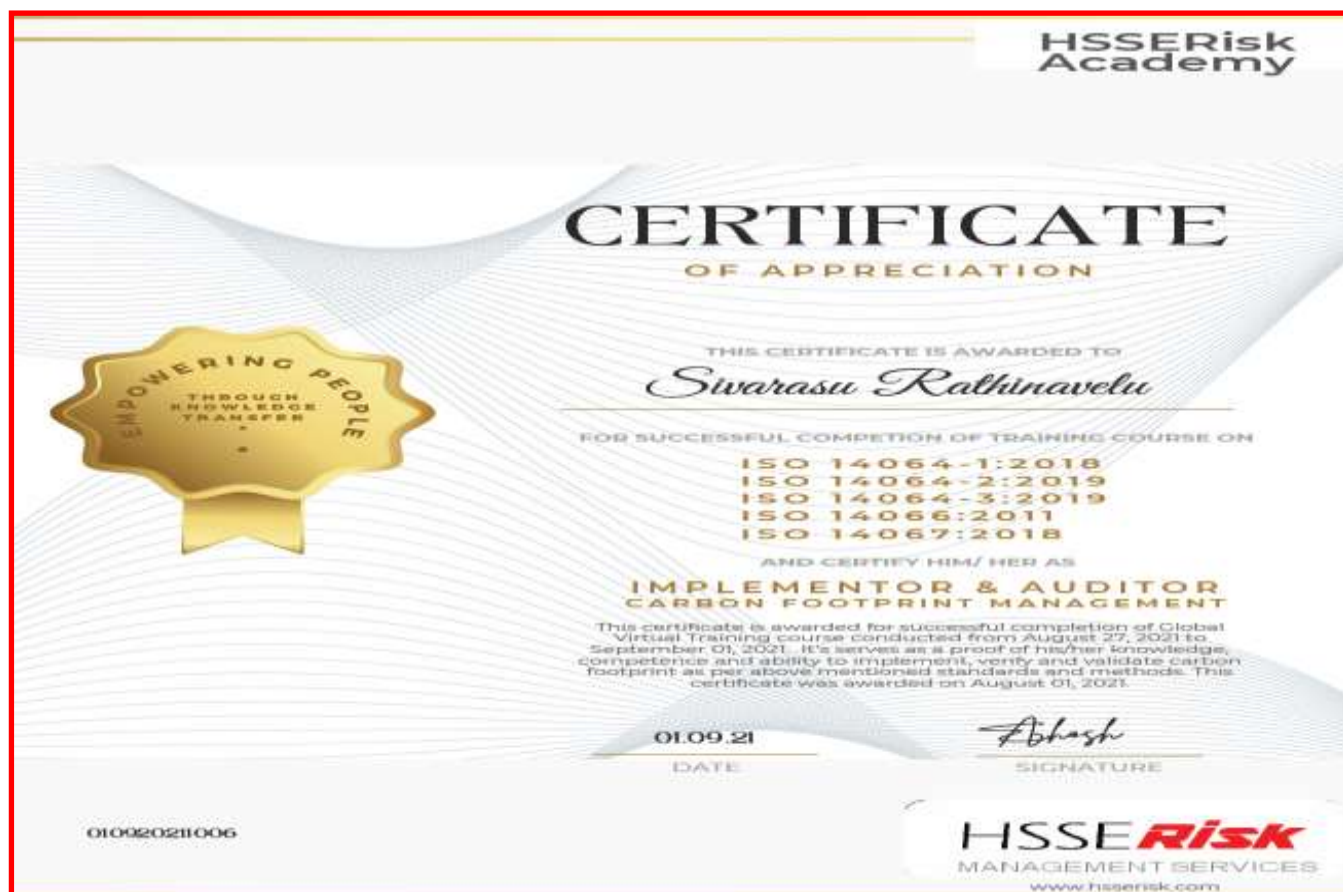 HSSERisk
Academy
CERTIFICATE
OF APPRECIATION
THIS CERTIFICATE IS AWARDED TO
Sivarasu Rathinavelu
EMPOWERING PEOPLE
THROUGH
KNOWLEDGE
TRANSFER
FOR SUCCESSFUL COMPETION OF TRAINING COURSE ON
ISO 14064-1:2018
ISO 14064-2:2019
ISO 14064-3:2019
ISO 14066:2011
ISO 14067:2018
AND CERTIFY HIM/ HER AS
IMPLEMENTOR & AUDITOR
CARBON FOOTPRINT MANAGEMENT
This certificate is awarded for successful completion of Global
Virtual Training course conducted from August 27, 2021 to
September 01, 2021. It's serves as a proof of his/her knowledge,
competence and ability to implement, verify and validate carbon
footprint as per above mentioned standards and methods. This
certificate was awarded on August 01, 2021.
01.09.21
Abhash
DATE
SIGNATURE
010920211006
HSSE Risk
MANAGEMENT SERVICES
www.hsserisk.com